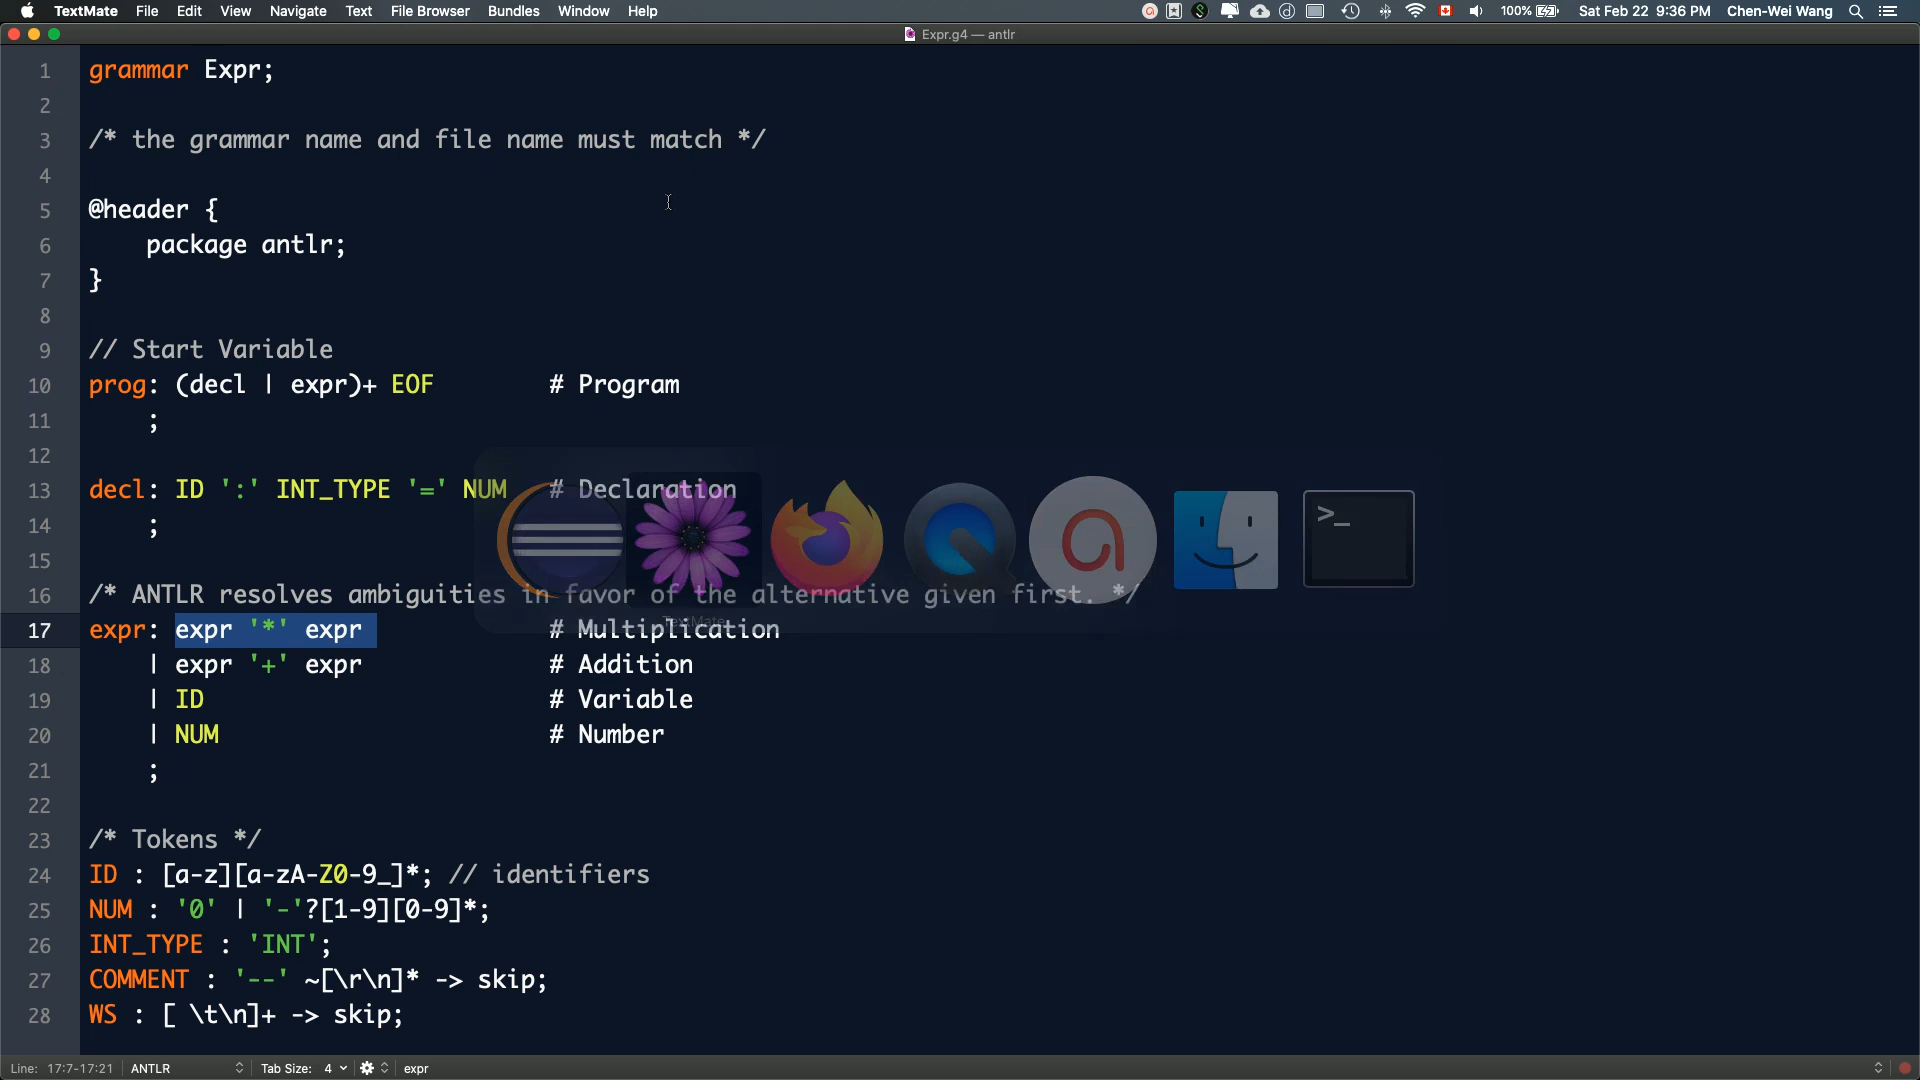 TextMate File Edit View Navigate Text File Browser Bundles Window Help 100% Sat Feb 22 9:36 PM Chen-Wei Wang
Expr.g4 — antlr
1 grammar Expr;
2
3 /* the grammar name and file name must match */
4
5 @header {
6 package antlr;
7 }
8
9 // Start Variable
10 prog: (decl | expr)+ EOF # Program
11 ;
12
13 decl: ID ':' INT_TYPE '=' NUM # Declaration
14 ;
15
16 /* ANTLR resolves ambiguities in favor of the alternative given first. */
17 expr: expr '*' expr # Multiplication
TextMate
18 | expr '+' expr # Addition
19 | ID # Variable
20 | NUM # Number
21 ;
22
23 /* Tokens */
24 ID : [a-z][a-zA-Z0-9_]*; // identifiers
25 NUM : '0' | '-'?[1-9][0-9]*;
26 INT_TYPE : 'INT';
27 COMMENT : '--' ~[\r\n]* -> skip;
28 WS : [ \t\n]+ -> skip;
Line: 17:7-17:21 ANTLR Tab Size: 4 expr